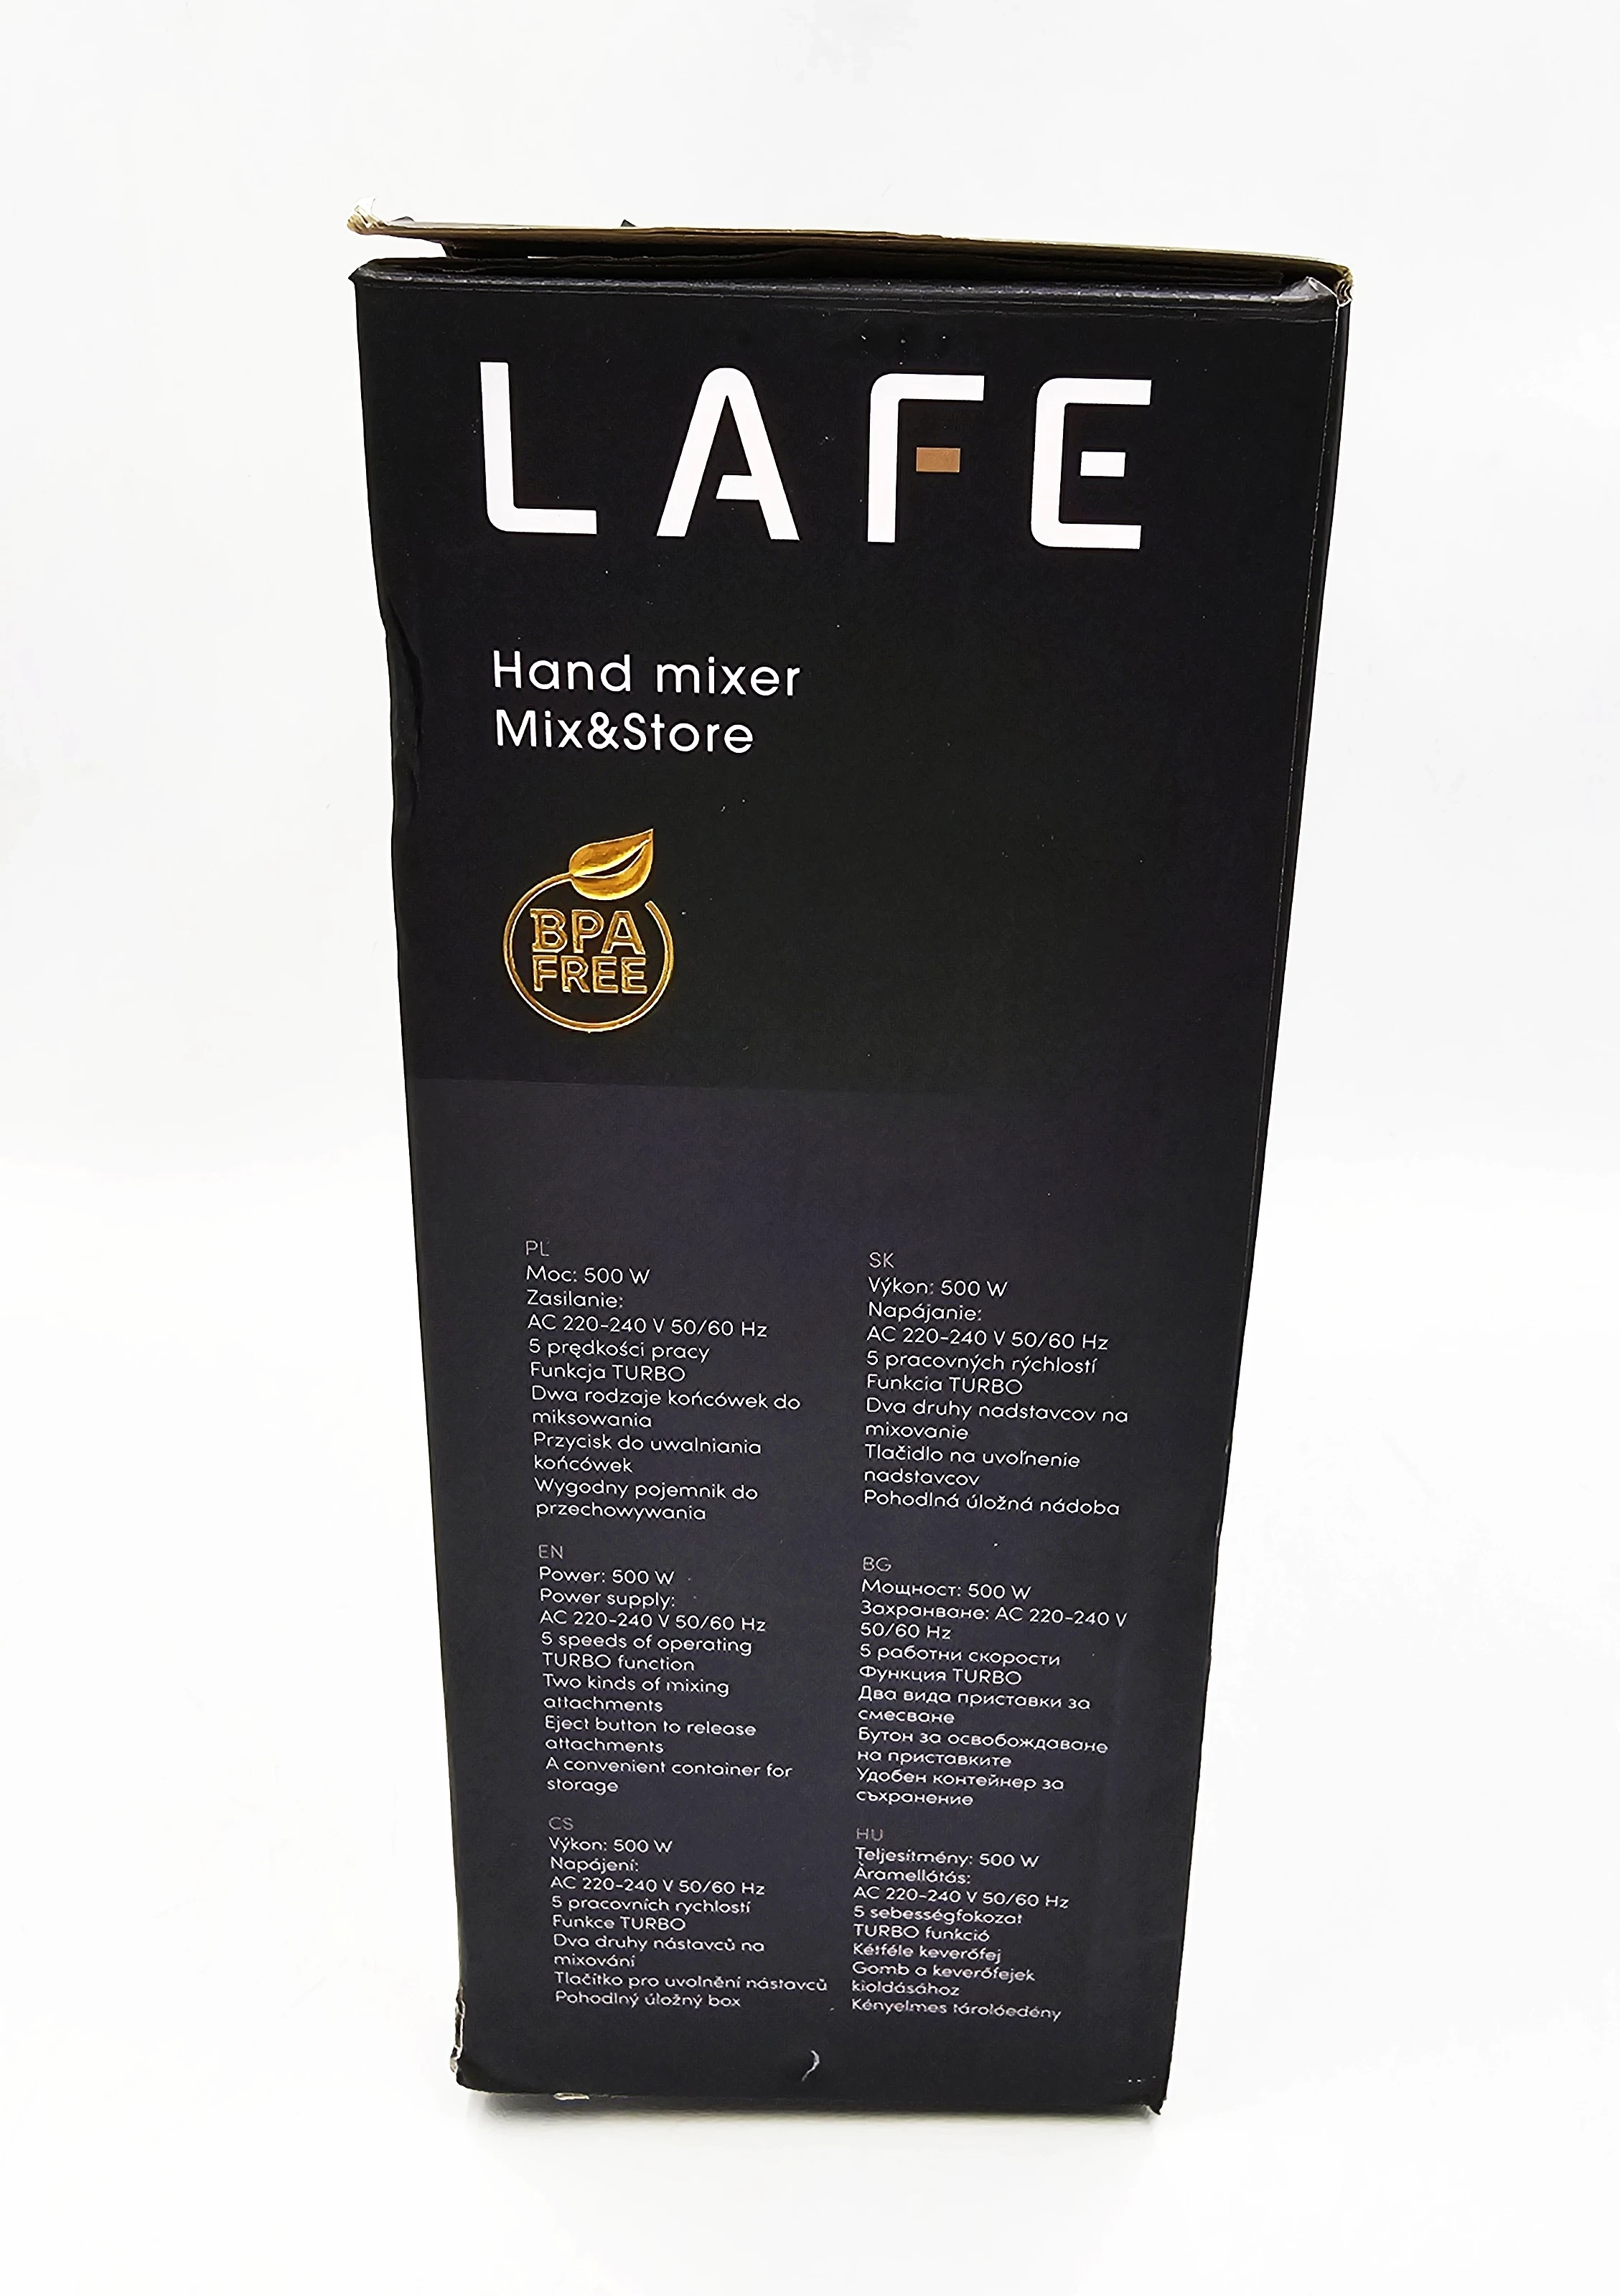 LAFE
Hand mixer
Mix&Store
BPA
FREE
PL
Moc: 500 W
Zasilanie:
AC 220-240 V 50/60 Hz
5 prędkości pracy
Funkcja TURBO
Dwa rodzaje końcówek do
miksowania
Przycisk do uwalniania
końcówek
Wygodny pojemnik do
przechowywania
EN
Power: 500 W
Power supply:
AC 220-240 V 50/60 Hz
5 speeds of operating
TURBO function
Two kinds of mixing
attachments
Eject button to release
attachments
A convenient container for
storage
CS
Výkon: 500 W
Napájení:
AC 220-240 V 50/60 Hz
5 pracovních rychlostí
Funkce TURBO
Dva druhy nástavců na
mixování
Tlačítko pro uvolnění nástavců
Pohodlný úložný box
SK
Výkon: 500 W
Napájanie:
AC 220-240 V 50/60 Hz
5 pracovných rýchlostí
Funkcia TURBO
Dva druhy nadstavcov na
mixovanie
Tlačidlo na uvoľnenie
nadstavcov
Pohodlná úložná nádoba
BG
Мощност: 500 W
Захранване: AC 220-240 V
50/60 Hz
5 работни скорости
Функция TURBO
Два вида приставки за
смесване
Бутон за освобождаване
на приставките
Удобен контейнер за
съхранение
HU
Teljesítmény: 500 W
Àramellátás:
AC 220-240 V 50/60 Hz
5 sebességfokozat
TURBO funkció
Kétféle keverőfej
Gomb a keverőfejek
kioldásához
Kényelmes tárolóedény